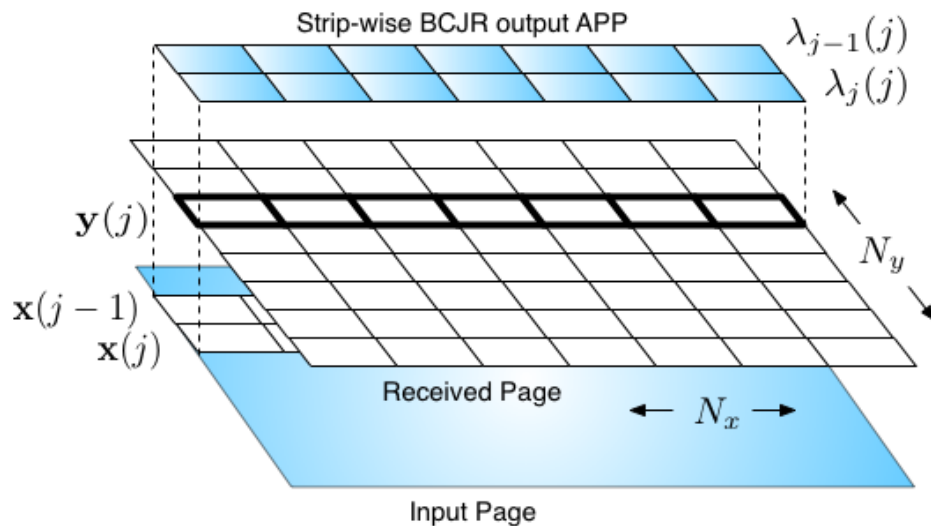 Strip-wise BCJR output APP
λ_{j−1}(j)
λ_j(j)
y(j)
N_y
x(j − 1)
x(j)
Received Page
N_x
Input Page